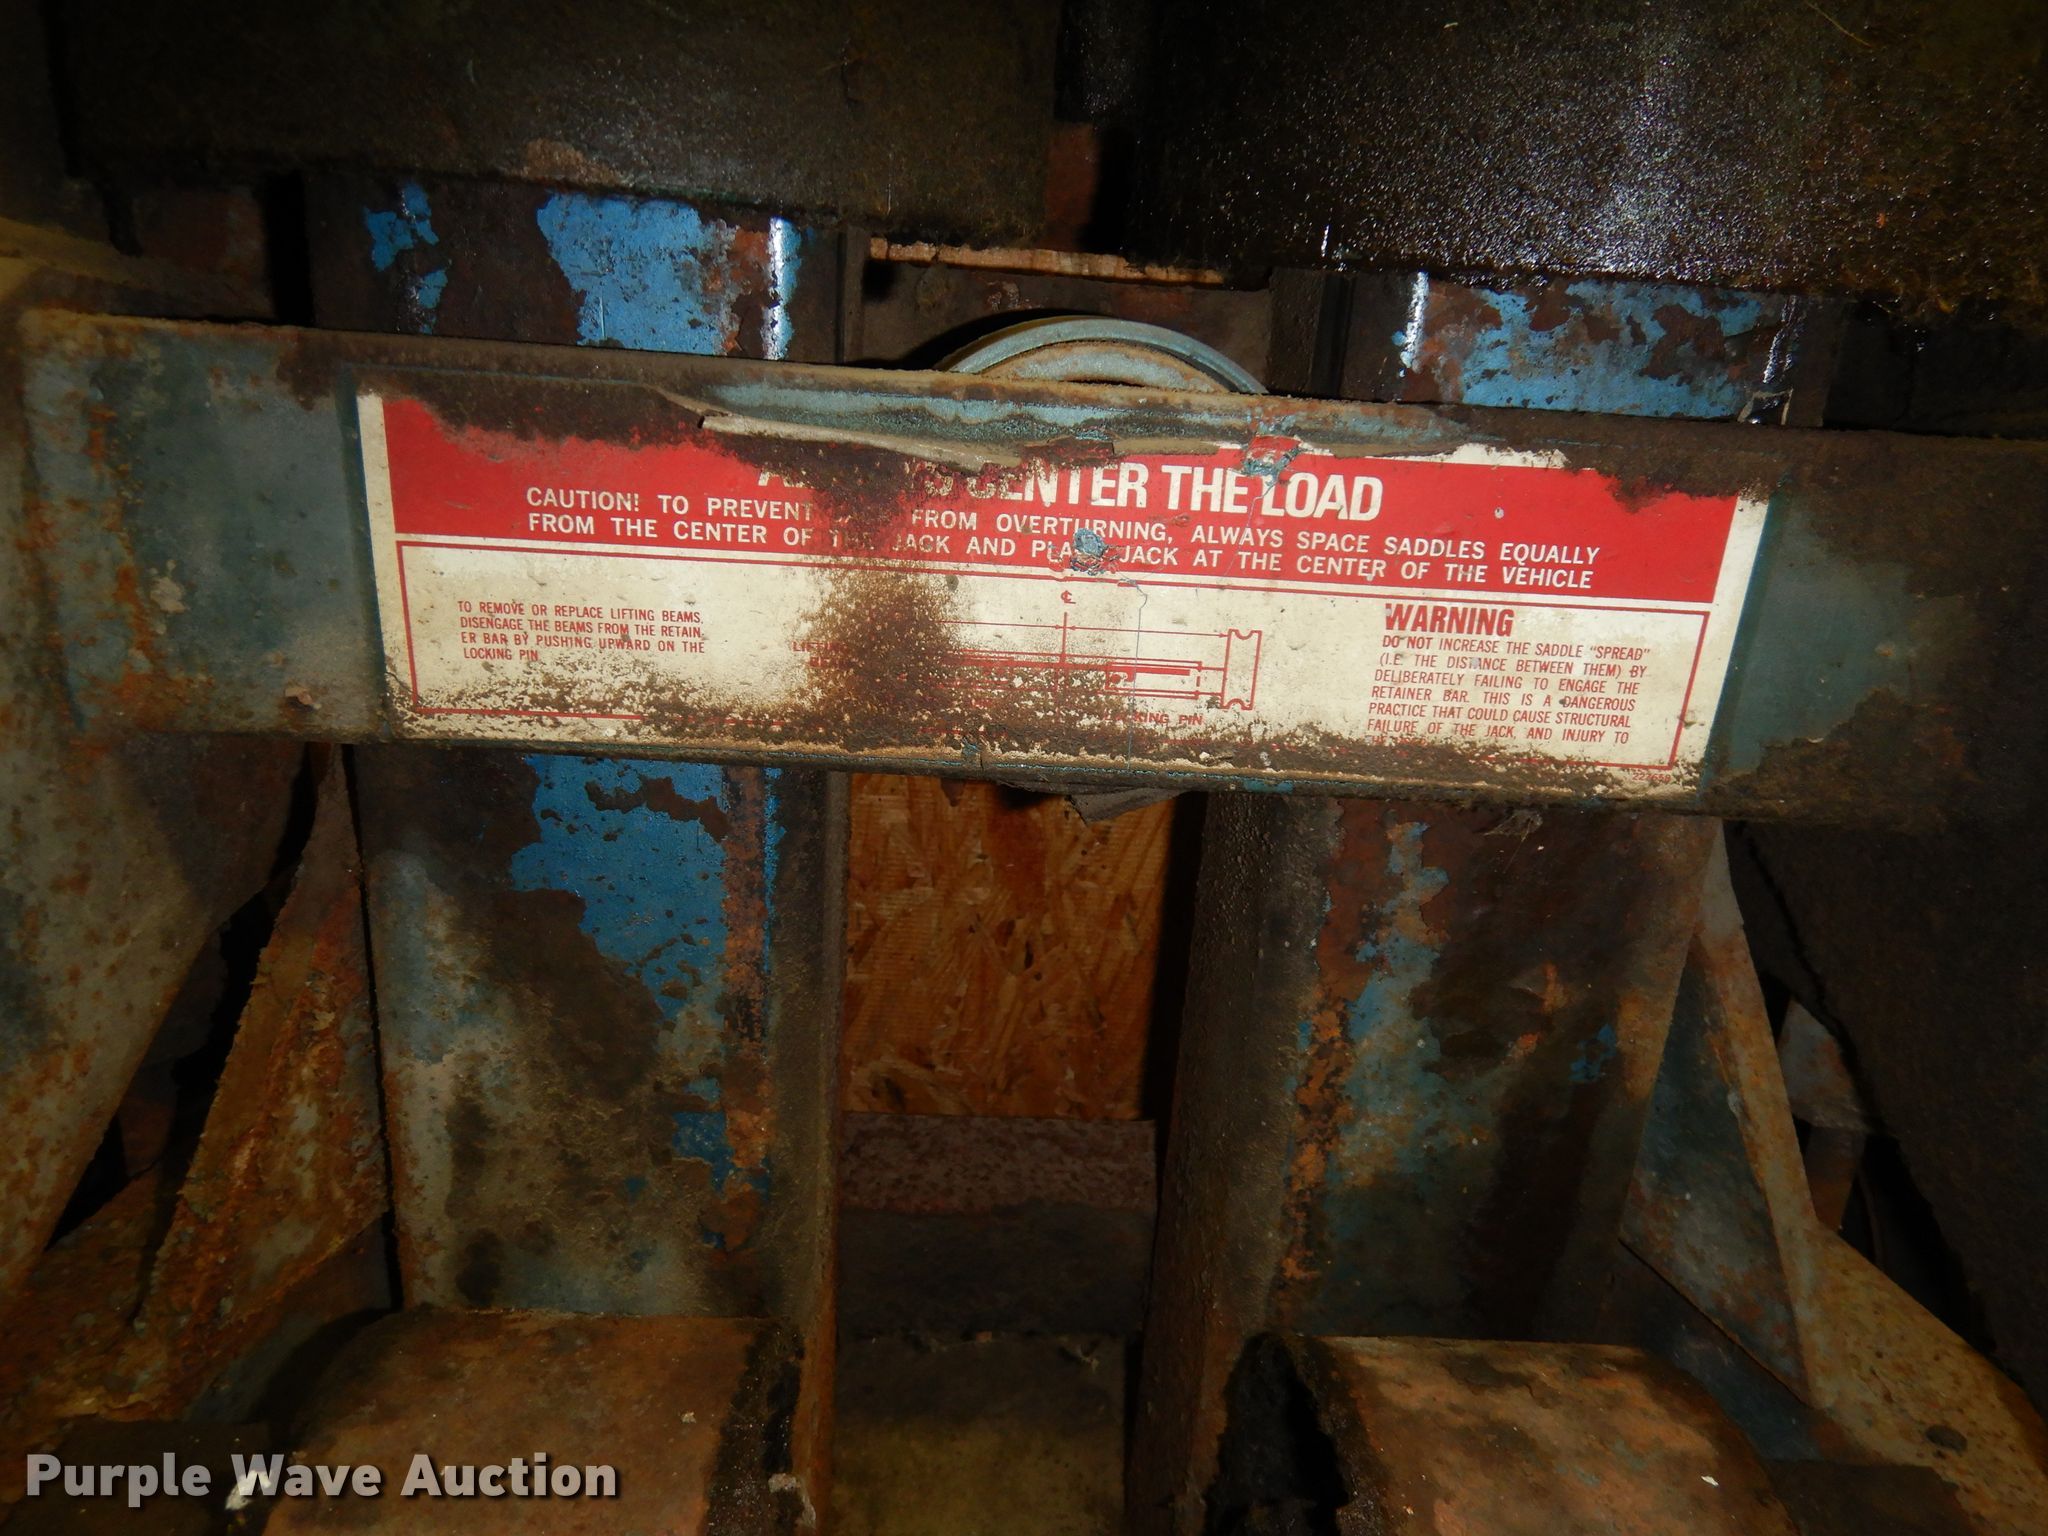 CENTER THE LOAD
CAUTION! TO PREVENT FROM OVERTURNING, ALWAYS SPACE SADDLES EQUALLY
FROM THE CENTER OF THE JACK AND PLACE JACK AT THE CENTER OF THE VEHICLE
TO REMOVE OR REPLACE LIFTING BEAMS,
DISENGAGE THE BEAMS FROM THE RETAIN-
ER BAR BY PUSHING UPWARD ON THE
LOCKING PIN
PIN
WARNING
DO NOT INCREASE THE SADDLE "SPREAD"
(I.E. THE DISTANCE BETWEEN THEM) BY
DELIBERATELY FAILING TO ENGAGE THE
RETAINER BAR. THIS IS A DANGEROUS
PRACTICE THAT COULD CAUSE STRUCTURAL
FAILURE OF THE JACK AND INJURY TO
THE
Purple Wave Auction